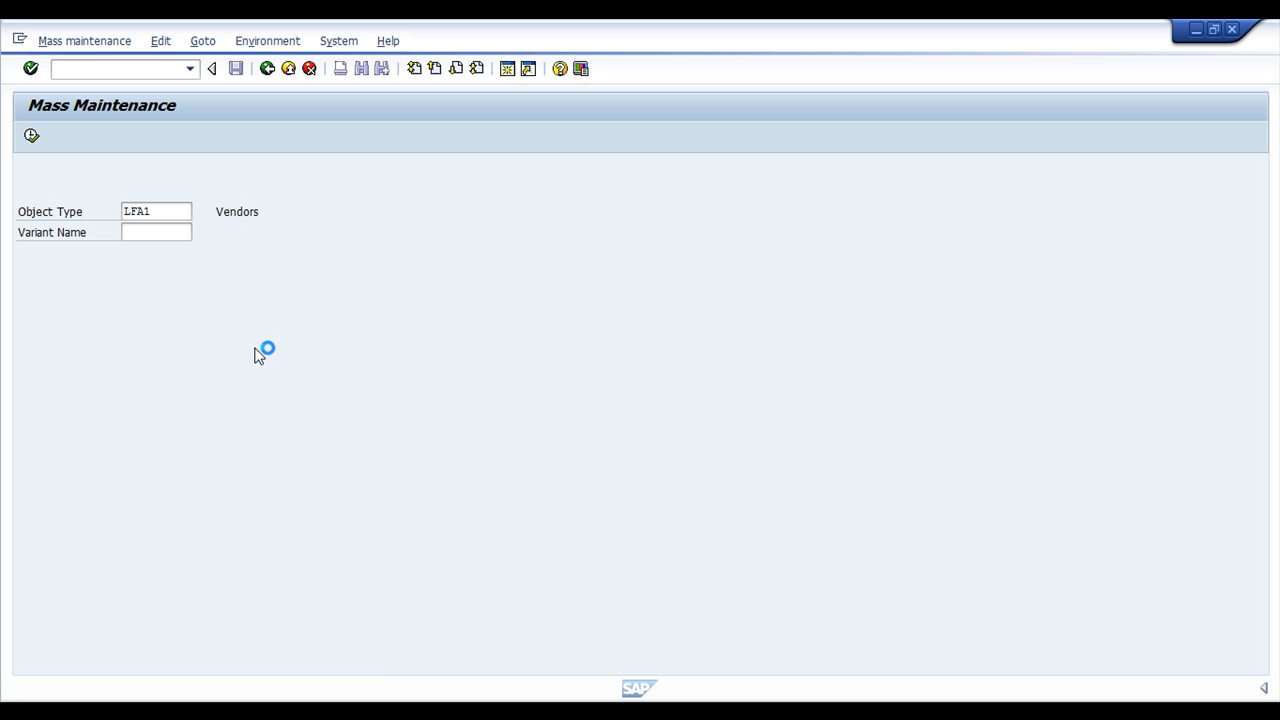 Mass maintenance Edit Goto Environment System Help
Mass Maintenance
Object Type LFA1 Vendors
Variant Name
SAP